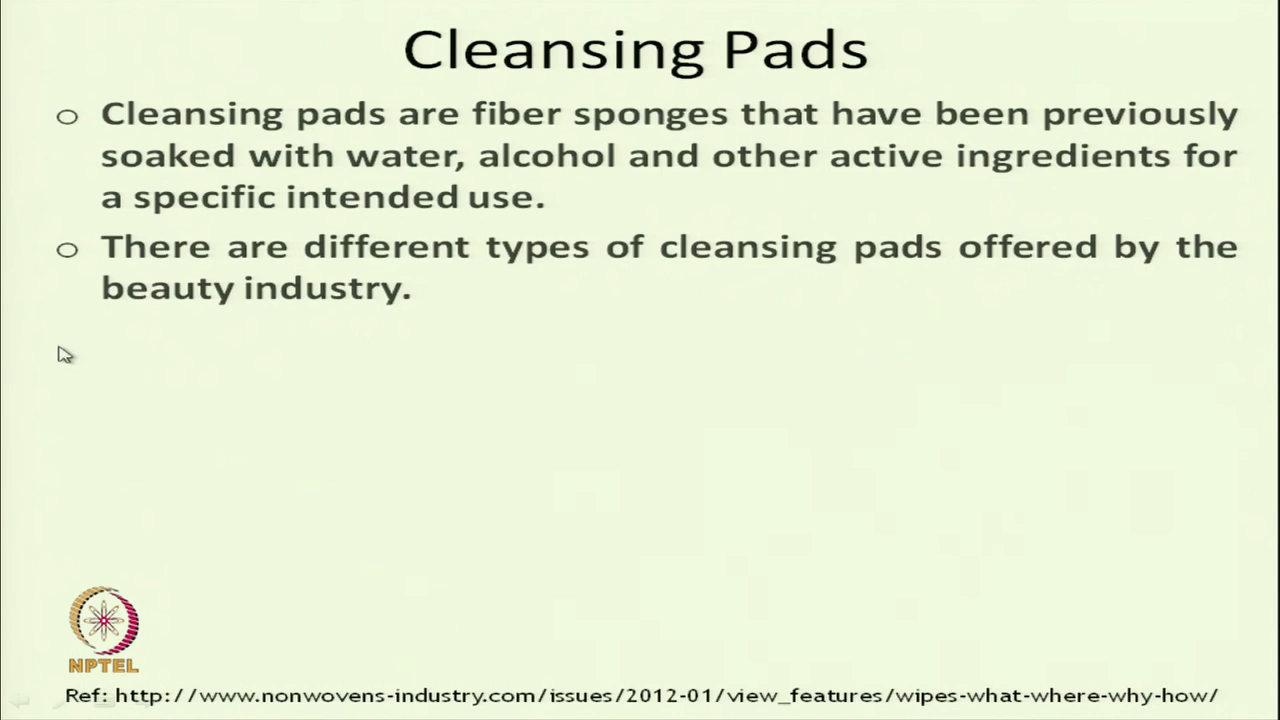 Cleansing Pads
o Cleansing pads are fiber sponges that have been previously
soaked with water, alcohol and other active ingredients for
a specific intended use.
o There are different types of cleansing pads offered by the
beauty industry.
NPTEL
Ref: http://www.nonwovens-industry.com/issues/2012-01/view_features/wipes-what-where-why-how/